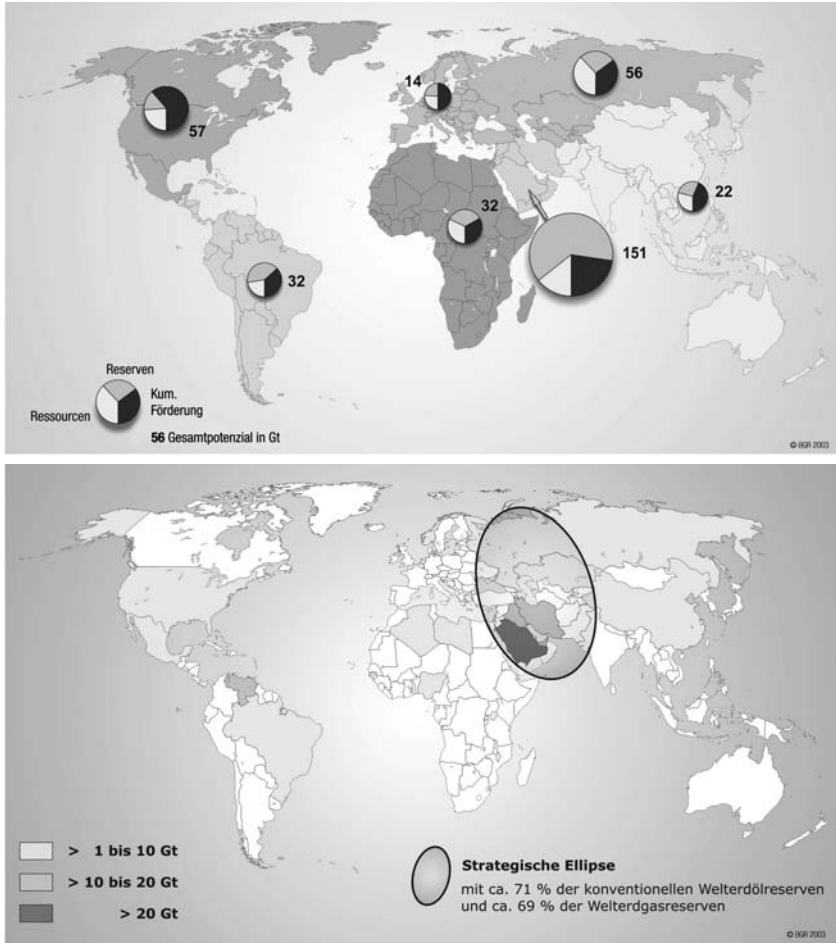 14
56
57
22
32
151
32
Reserven
Kum.
Förderung
Ressourcen
56 Gesamtpotenzial in Gt
© BGR 2003
> 1 bis 10 Gt
> 10 bis 20 Gt
> 20 Gt
Strategische Ellipse
mit ca. 71 % der konventionellen Welterdölreserven
und ca. 69 % der Welterdgasreserven
© BGR 2003